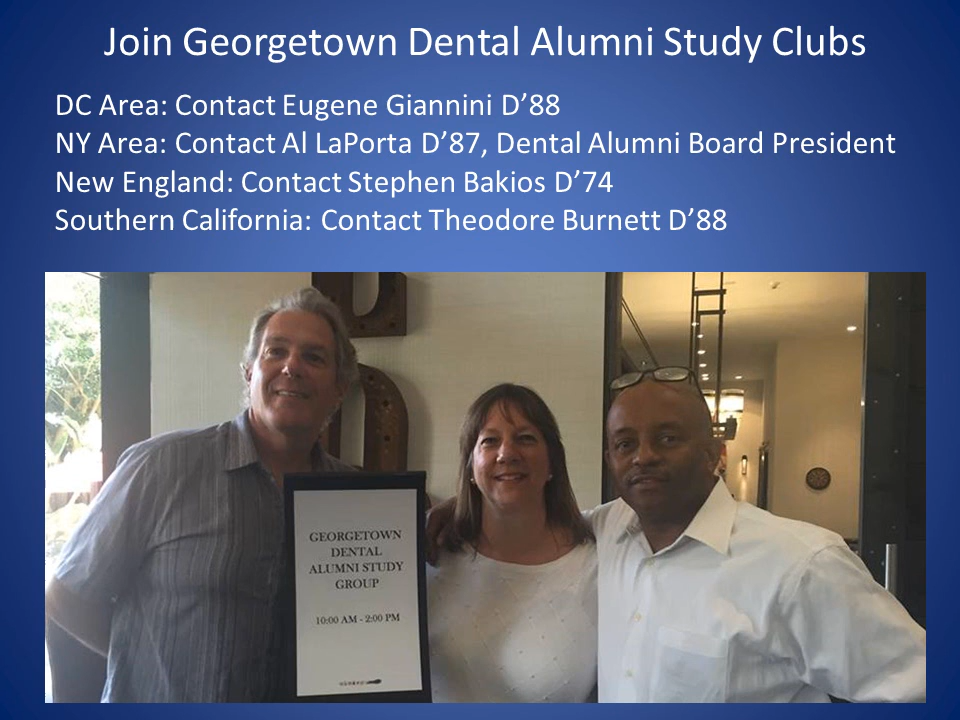 Join Georgetown Dental Alumni Study Clubs
DC Area: Contact Eugene Giannini D’88
NY Area: Contact Al LaPorta D’87, Dental Alumni Board President
New England: Contact Stephen Bakios D’74
Southern California: Contact Theodore Burnett D’88
GEORGETOWN
DENTAL
ALUMNI STUDY
GROUP
10:00 AM - 2:00 PM